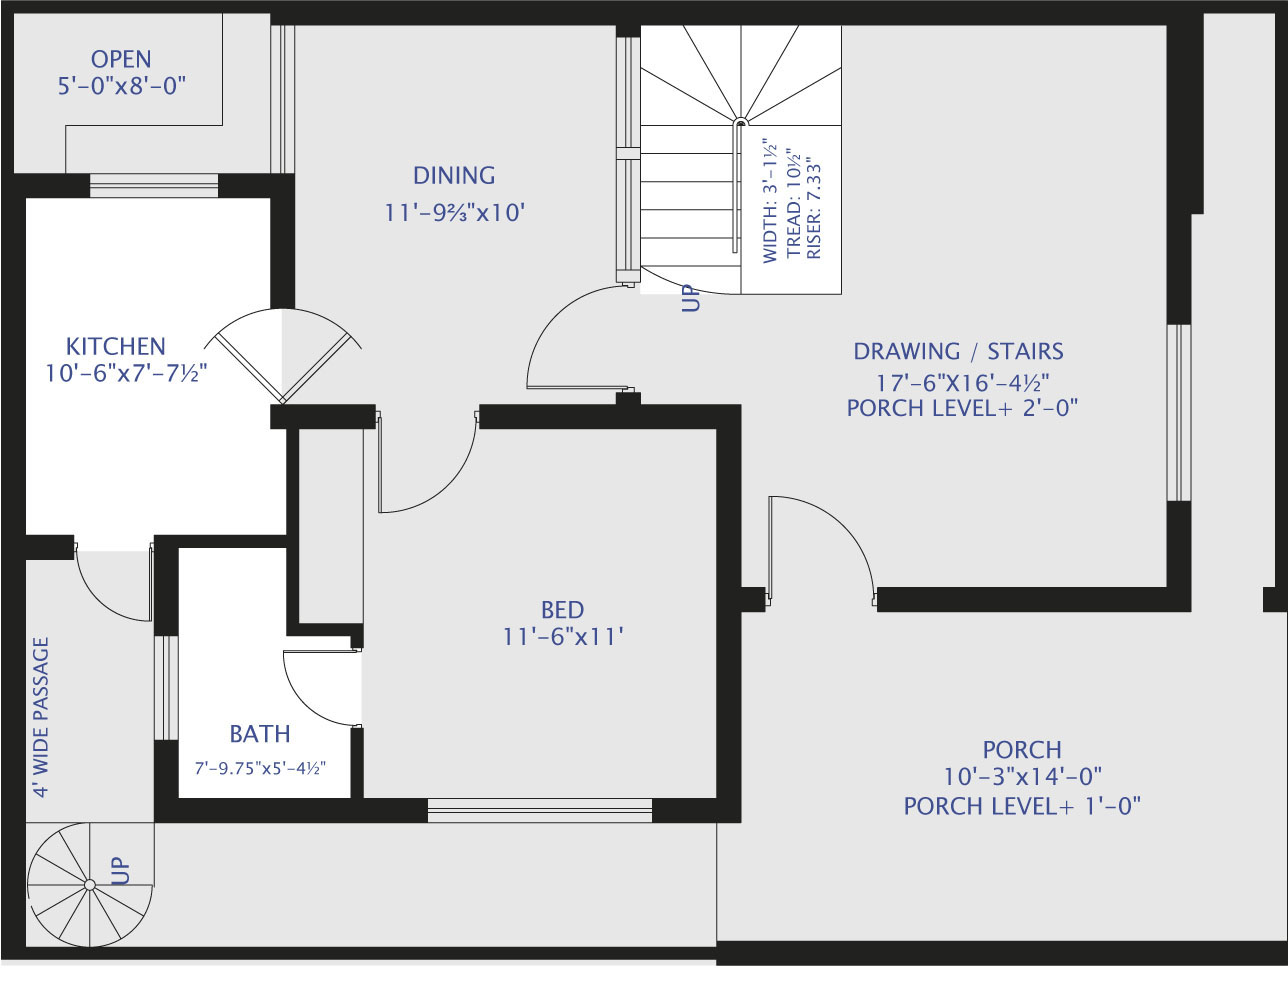 OPEN
5'-0"x8'-0"
DINING
11'-9⅔"x10'
WIDTH: 3'-1½"
TREAD: 10½"
RISER: 7.33"
UP
KITCHEN
10'-6"x7'-7½"
DRAWING / STAIRS
17'-6"X16'-4½"
PORCH LEVEL+ 2'-0"
BED
11'-6"x11'
4' WIDE PASSAGE
BATH
7'-9.75"x5'-4½"
PORCH
10'-3"x14'-0"
PORCH LEVEL+ 1'-0"
UP